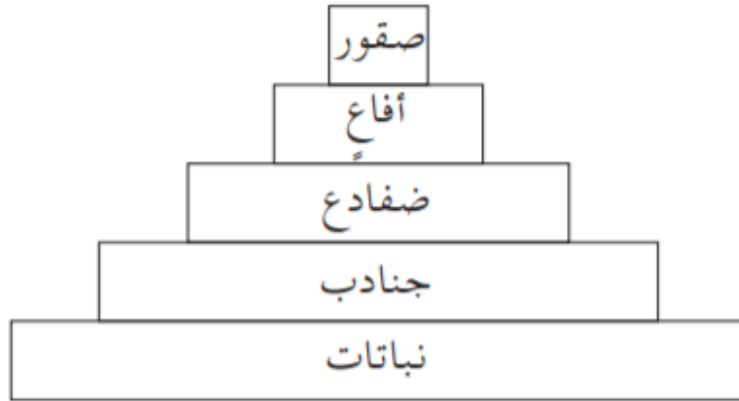 صقور
أفاعٍ
ضفادع
جنادب
نباتات